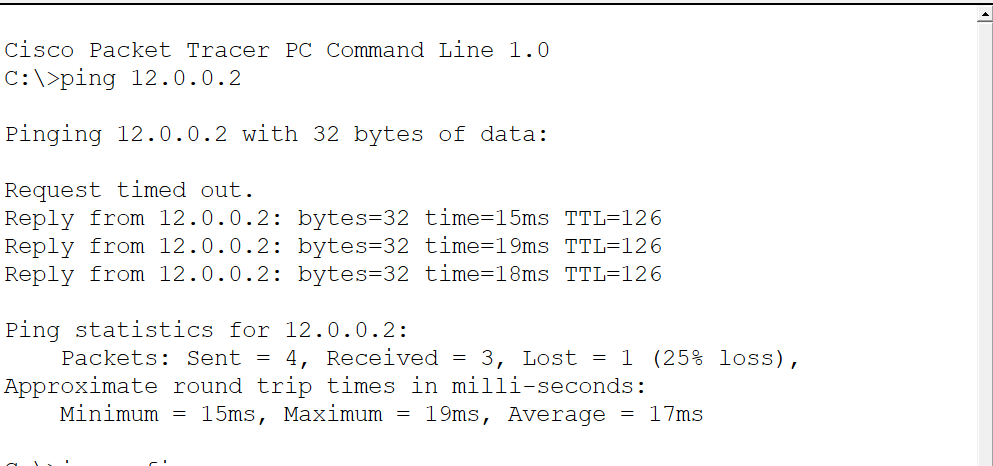 Cisco Packet Tracer PC Command Line 1.0
C:\>ping 12.0.0.2
Pinging 12.0.0.2 with 32 bytes of data:
Request timed out.
Reply from 12.0.0.2: bytes=32 time=15ms TTL=126
Reply from 12.0.0.2: bytes=32 time=19ms TTL=126
Reply from 12.0.0.2: bytes=32 time=18ms TTL=126
Ping statistics for 12.0.0.2:
    Packets: Sent = 4, Received = 3, Lost = 1 (25% loss),
Approximate round trip times in milli-seconds:
    Minimum = 15ms, Maximum = 19ms, Average = 17ms